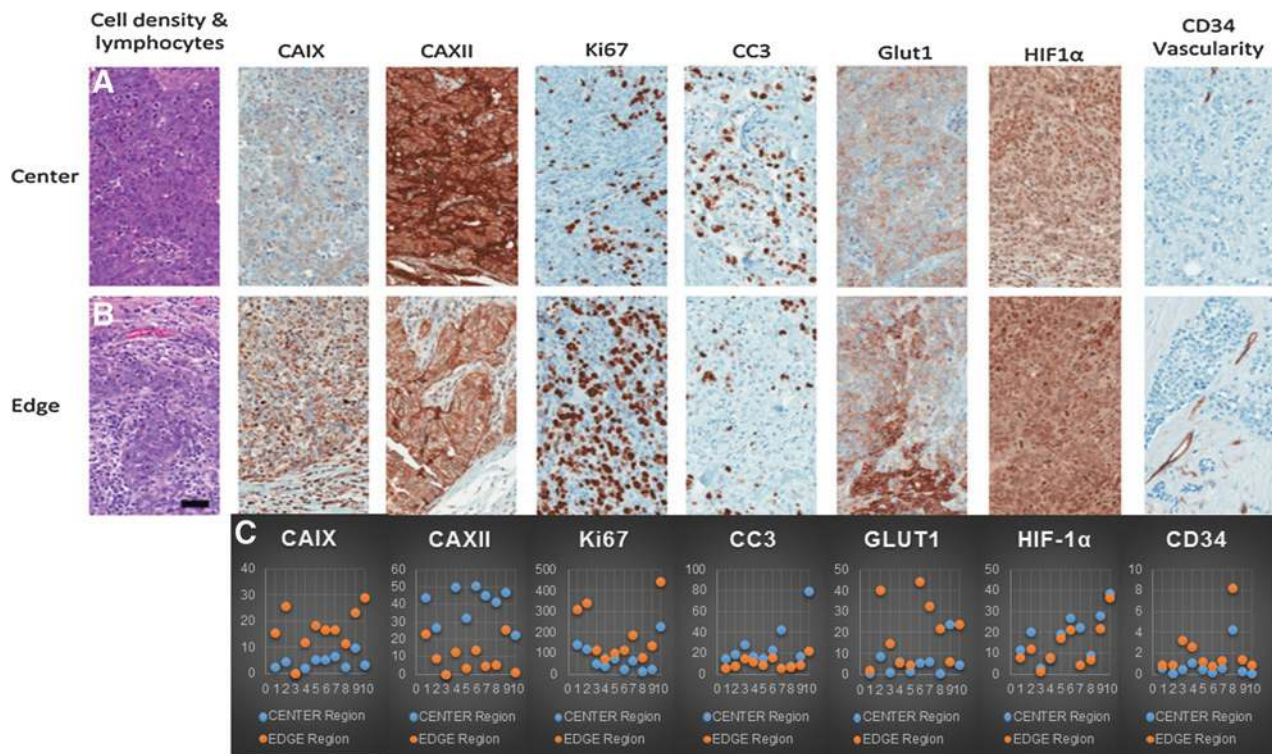 Cell density &
lymphocytes
CAIX
CAXII
Ki67
CC3
Glut1
HIF1α
CD34
Vascularity
A
Center
B
Edge
C
CAIX
40
30
20
10
0
0 1 2 3 4 5 6 7 8 9 10
CENTER Region
EDGE Region
CAXII
60
50
40
30
20
10
0
0 1 2 3 4 5 6 7 8 9 10
CENTER Region
EDGE Region
Ki67
500
400
300
200
100
0
0 1 2 3 4 5 6 7 8 9 10
CENTER Region
EDGE Region
CC3
100
80
60
40
20
0
0 1 2 3 4 5 6 7 8 9 10
CENTER Region
EDGE Region
GLUT1
50
40
30
20
10
0
0 1 2 3 4 5 6 7 8 9 10
CENTER Region
EDGE Region
HIF-1α
50
40
30
20
10
0
0 1 2 3 4 5 6 7 8 9 10
CENTER Region
EDGE Region
CD34
10
8
6
4
2
0
0 1 2 3 4 5 6 7 8 9 10
CENTER Region
EDGE Region